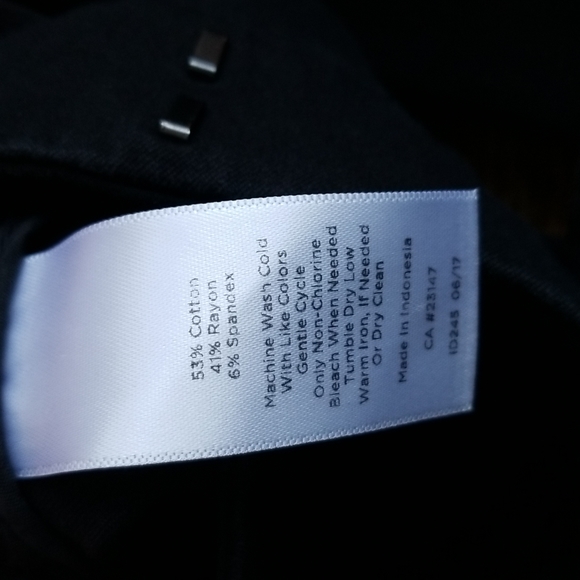 53% Cotton
41% Rayon
6% Spandex
Machine Wash Cold
With Like Colors
Gentle Cycle
Only Non-Chlorine
Bleach When Needed
Tumble Dry Low
Warm Iron, If Needed
Or Dry Clean
Made In Indonesia
CA #23147
ID245 06/17